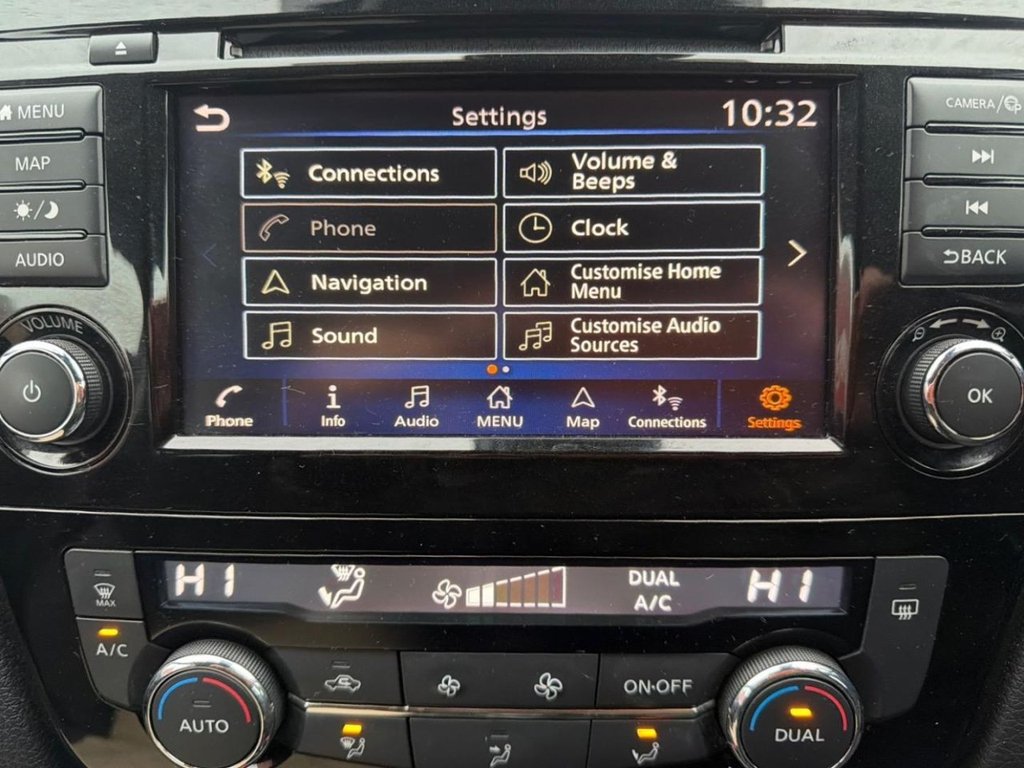 MENU
MAP
AUDIO
VOLUME
Settings
10:32
Connections
Volume &
Beeps
Phone
Clock
Navigation
Customise Home
Menu
Sound
Customise Audio
Sources
Phone
Info
Audio
MENU
Map
Connections
Settings
CAMERA/
BACK
OK
HI
DUAL
A/C
HI
MAX
A/C
AUTO
ON·OFF
DUAL